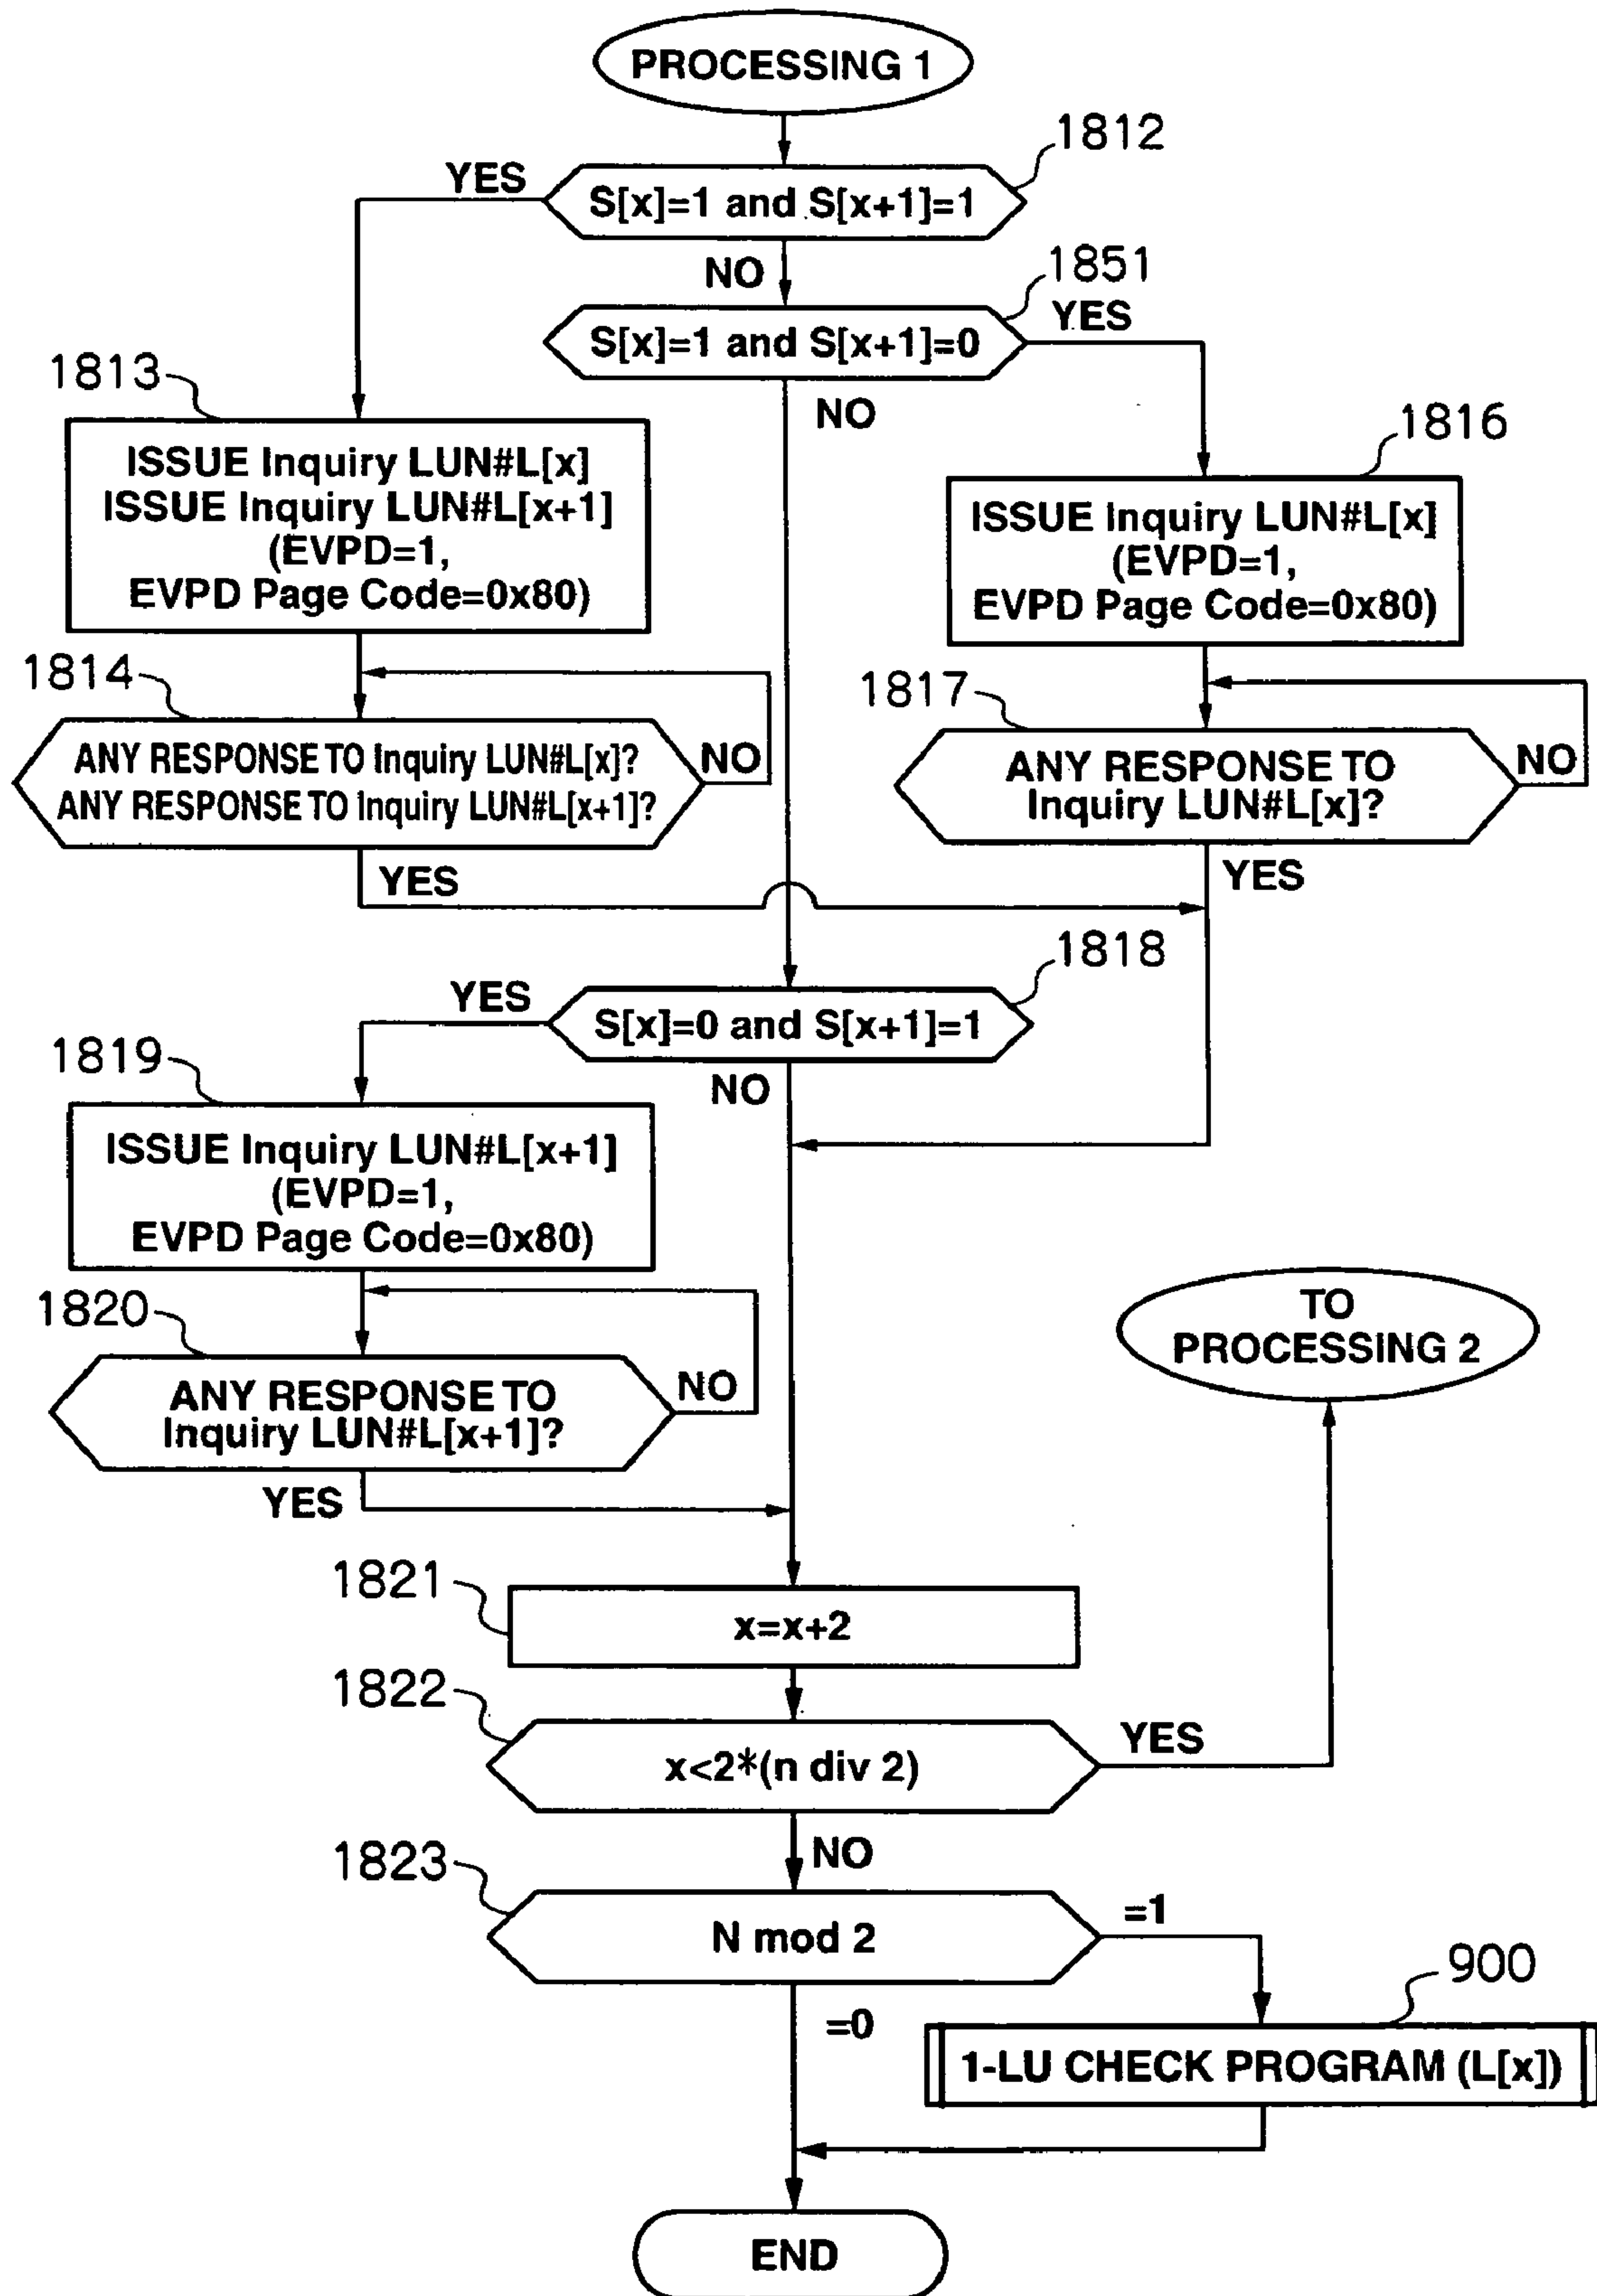 PROCESSING 1
1812
YES
S[x]=1 and S[x+1]=1
NO
1851
YES
S[x]=1 and S[x+1]=0
NO
1813
ISSUE Inquiry LUN#L[x]
ISSUE Inquiry LUN#L[x+1]
(EVPD=1,
EVPD Page Code=0x80)
1816
ISSUE Inquiry LUN#L[x]
(EVPD=1,
EVPD Page Code=0x80)
1814
ANY RESPONSE TO Inquiry LUN#L[x]?
ANY RESPONSE TO Inquiry LUN#L[x+1]?
NO
YES
1817
ANY RESPONSE TO
Inquiry LUN#L[x]?
NO
YES
1818
YES
S[x]=0 and S[x+1]=1
NO
1819
ISSUE Inquiry LUN#L[x+1]
(EVPD=1,
EVPD Page Code=0x80)
1820
ANY RESPONSE TO
Inquiry LUN#L[x+1]?
NO
YES
TO
PROCESSING 2
1821
x=x+2
1822
x<2*(n div 2)
YES
NO
1823
N mod 2
=1
=0
900
1-LU CHECK PROGRAM (L[x])
END